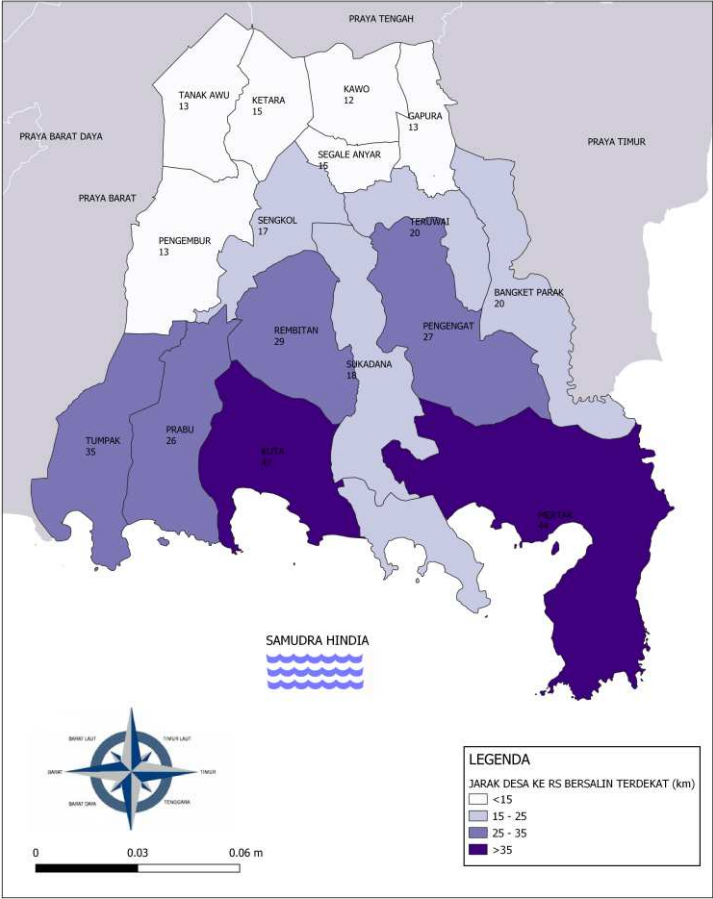 PRAYA TENGAH
TANAK AWU
13
KETARA
15
KAWO
12
GAPURA
13
PRAYA BARAT DAYA
PRAYA TIMUR
SEGALE ANYAR
15
PRAYA BARAT
SENGKOL
17
TERUWAI
20
PENGEMBUR
13
BANGKET PARAK
20
REMBITAN
29
PENGENGAT
27
SUKADANA
18
PRABU
26
TUMPAK
35
KUTA
MERTAK
SAMUDRA HINDIA
BARAT LAUT
TIMUR LAUT
BARAT
TIMUR
BARAT DAYA
TENGGARA
0
0.03
0.06 m
LEGENDA
JARAK DESA KE RS BERSALIN TERDEKAT (km)
<15
15 - 25
25 - 35
>35